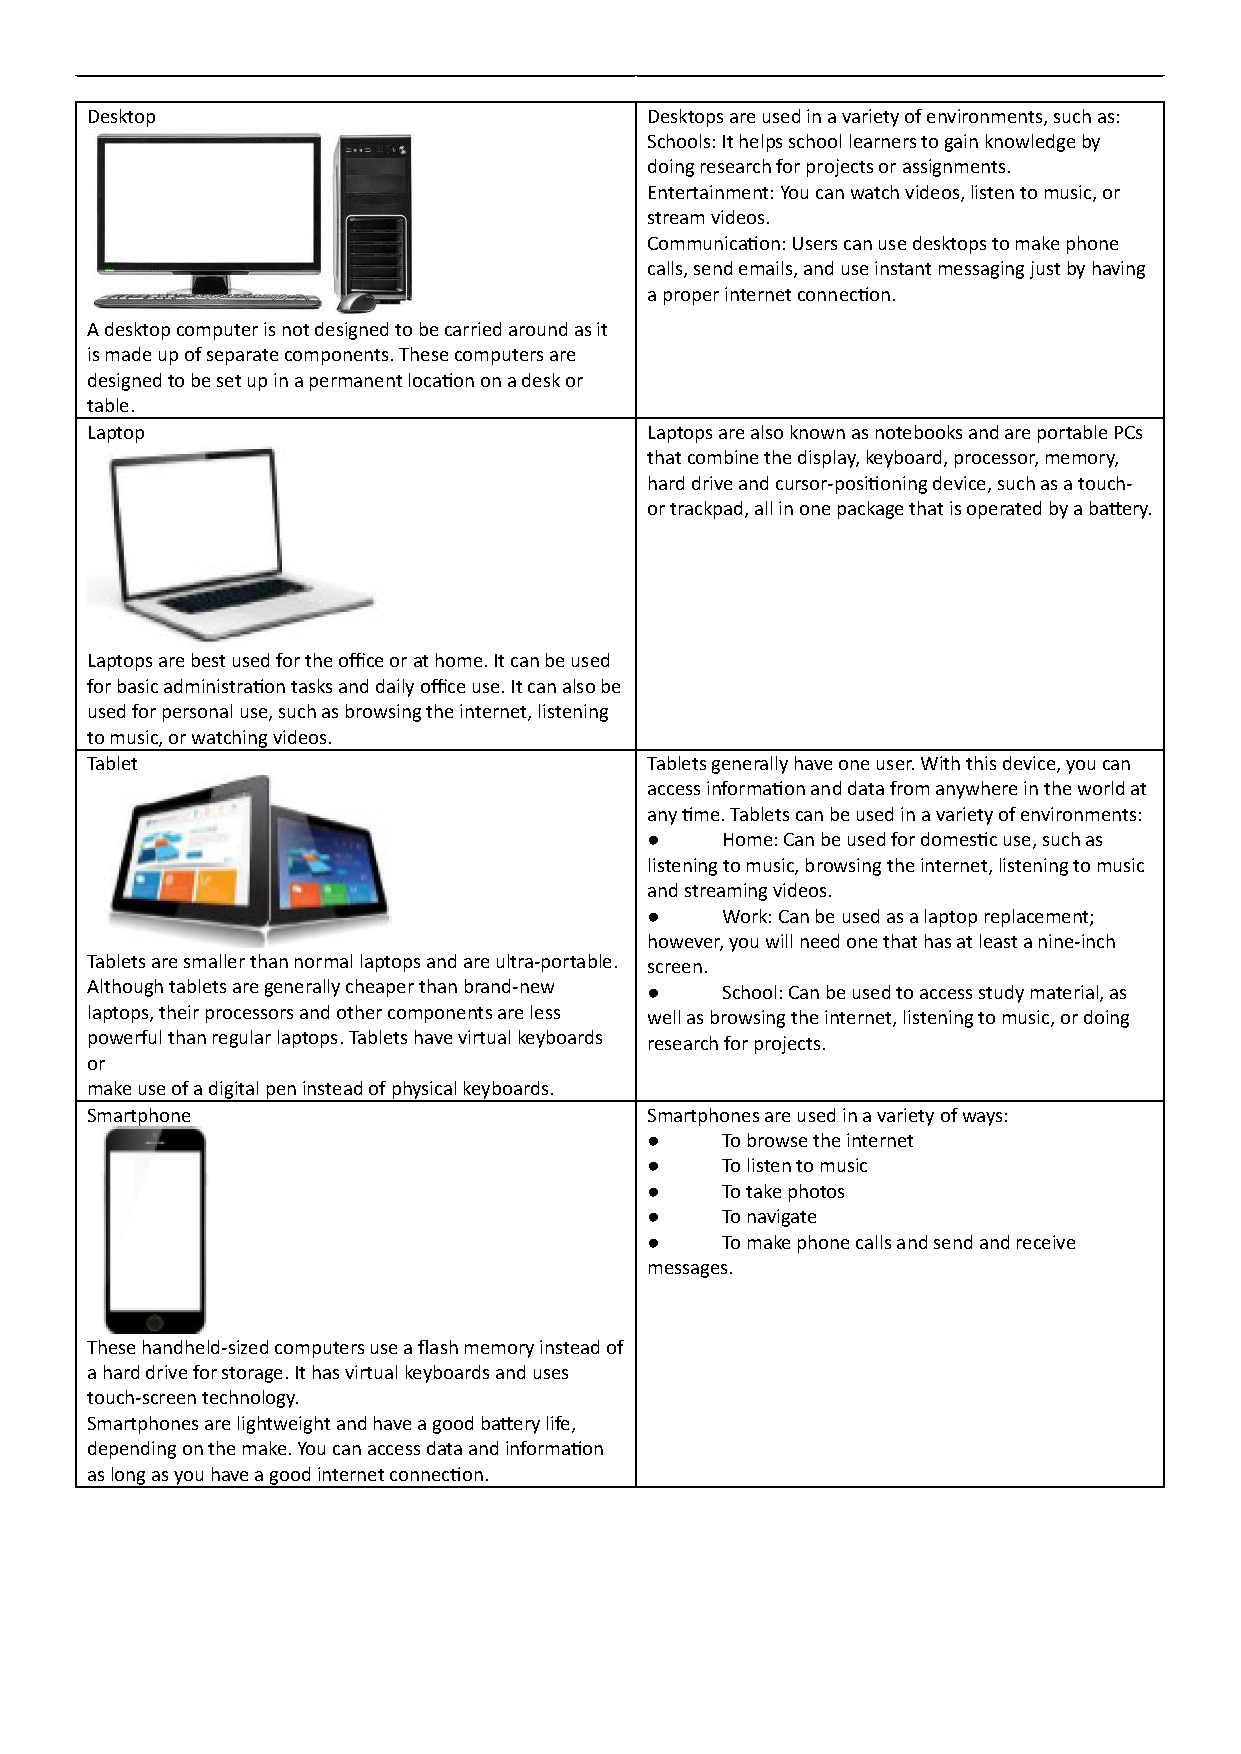 Desktop
A desktop computer is not designed to be carried around as it
is made up of separate components. These computers are
designed to be set up in a permanent location on a desk or
table.
Desktops are used in a variety of environments, such as:
Schools: It helps school learners to gain knowledge by
doing research for projects or assignments.
Entertainment: You can watch videos, listen to music, or
stream videos.
Communication: Users can use desktops to make phone
calls, send emails, and use instant messaging just by having
a proper internet connection.
Laptop
Laptops are best used for the office or at home. It can be used
for basic administration tasks and daily office use. It can also be
used for personal use, such as browsing the internet, listening
to music, or watching videos.
Laptops are also known as notebooks and are portable PCs
that combine the display, keyboard, processor, memory,
hard drive and cursor-positioning device, such as a touch-
or trackpad, all in one package that is operated by a battery.
Tablet
Tablets are smaller than normal laptops and are ultra-portable.
Although tablets are generally cheaper than brand-new
laptops, their processors and other components are less
powerful than regular laptops. Tablets have virtual keyboards
or
make use of a digital pen instead of physical keyboards.
Tablets generally have one user. With this device, you can
access information and data from anywhere in the world at
any time. Tablets can be used in a variety of environments:
● Home: Can be used for domestic use, such as
listening to music, browsing the internet, listening to music
and streaming videos.
● Work: Can be used as a laptop replacement;
however, you will need one that has at least a nine-inch
screen.
● School: Can be used to access study material, as
well as browsing the internet, listening to music, or doing
research for projects.
Smartphone
These handheld-sized computers use a flash memory instead of
a hard drive for storage. It has virtual keyboards and uses
touch-screen technology.
Smartphones are lightweight and have a good battery life,
depending on the make. You can access data and information
as long as you have a good internet connection.
Smartphones are used in a variety of ways:
● To browse the internet
● To listen to music
● To take photos
● To navigate
● To make phone calls and send and receive
messages.